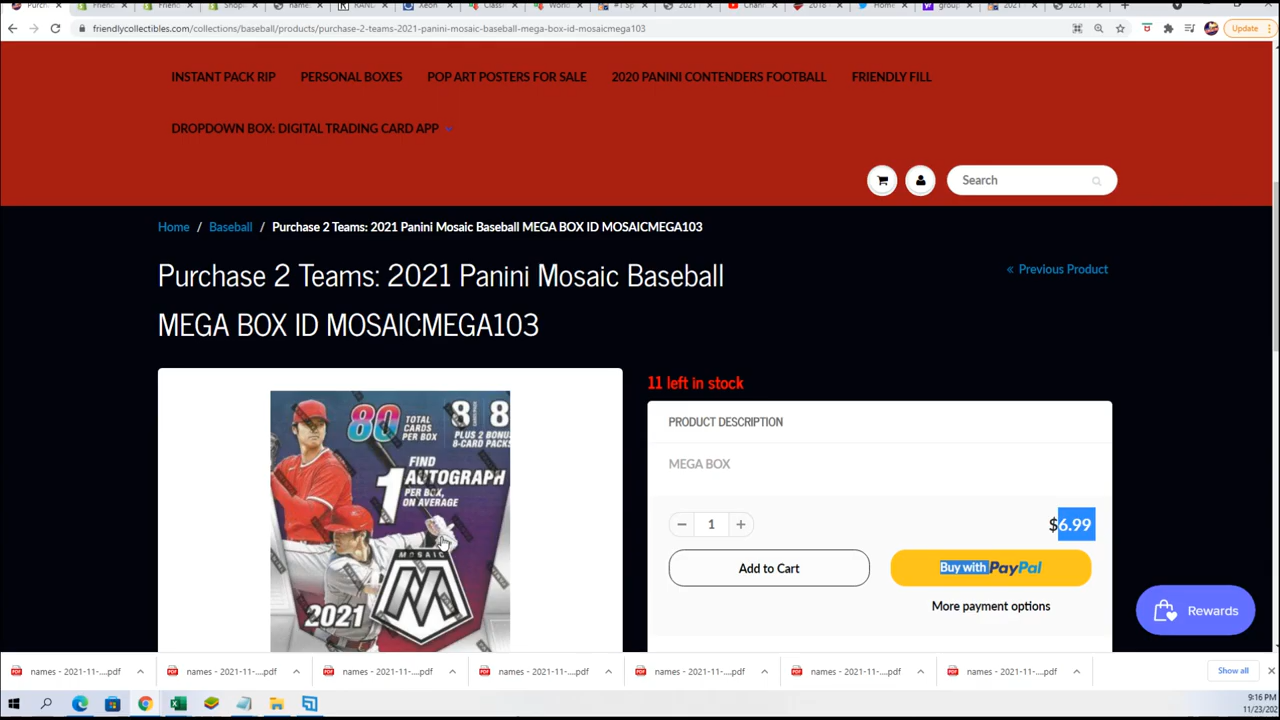 friendlycollectibles.com/collections/baseball/products/purchase-2-teams-2021-panini-mosaic-baseball-mega-box-id-mosaicmega103
Update
INSTANT PACK RIP PERSONAL BOXES POP ART POSTERS FOR SALE 2020 PANINI CONTENDERS FOOTBALL FRIENDLY FILL
DROPDOWN BOX: DIGITAL TRADING CARD APP
Search
Home / Baseball / Purchase 2 Teams: 2021 Panini Mosaic Baseball MEGA BOX ID MOSAICMEGA103
Purchase 2 Teams: 2021 Panini Mosaic Baseball
MEGA BOX ID MOSAICMEGA103
« Previous Product
11 left in stock
80 TOTAL CARDS PER BOX
8 8
PLUS 2 BONUS
8-CARD PACKS
FIND
1 AUTOGRAPH
PER BOX,
ON AVERAGE
MOSAIC
2021
PRODUCT DESCRIPTION
MEGA BOX
1
$6.99
Add to Cart
Buy with PayPal
More payment options
Rewards
names - 2021-11-....pdf names - 2021-11-....pdf names - 2021-11-....pdf names - 2021-11-....pdf names - 2021-11-....pdf names - 2021-11-....pdf names - 2021-11-....pdf Show all
9:16 PM
11/23/202